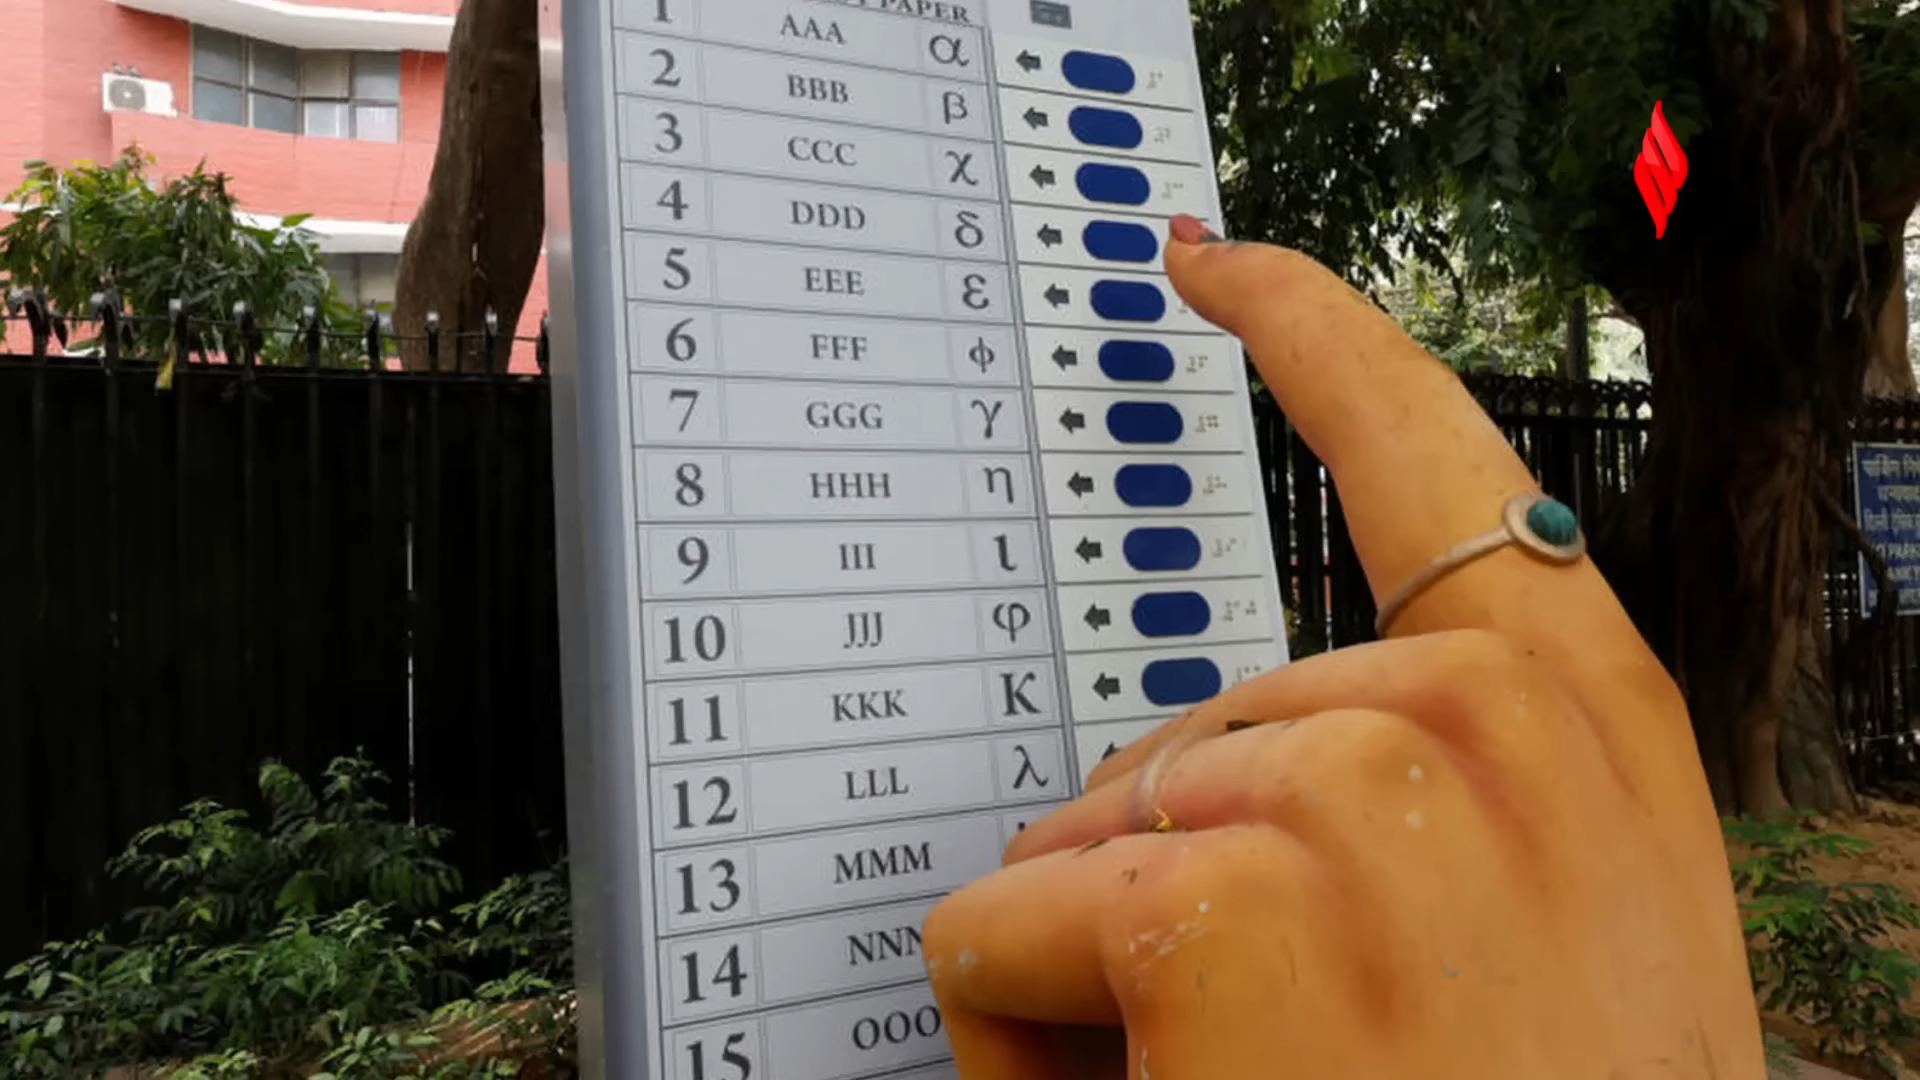 PAPER
1 AAA α
2 BBB β
3 CCC χ
4 DDD δ
5 EEE ε
6 FFF ϕ
7 GGG γ
8 HHH η
9 III ι
10 JJJ φ
11 KKK K
12 LLL λ
13 MMM
14 NNN
15 OOO